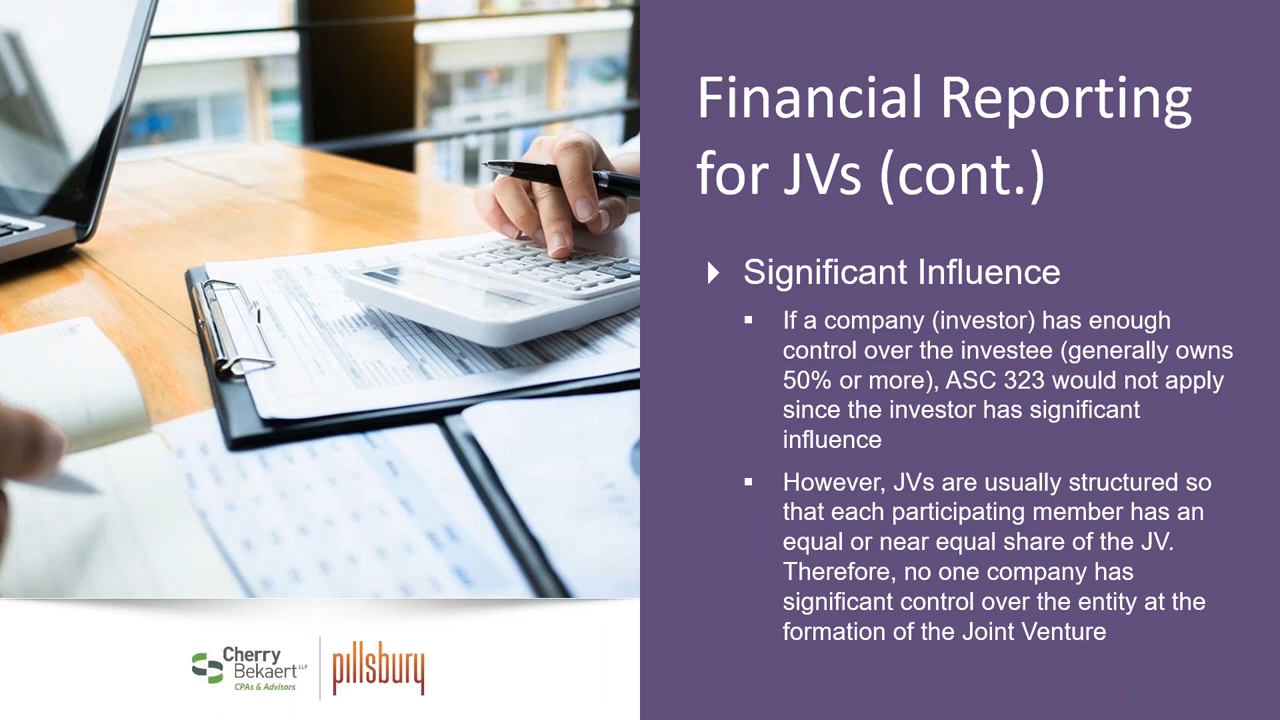 Financial Reporting
for JVs (cont.)
Significant Influence
If a company (investor) has enough
control over the investee (generally owns
50% or more), ASC 323 would not apply
since the investor has significant
influence
However, JVs are usually structured so
that each participating member has an
equal or near equal share of the JV.
Therefore, no one company has
significant control over the entity at the
formation of the Joint Venture
Cherry
Bekaert LLP
CPAs & Advisors
pillsbury